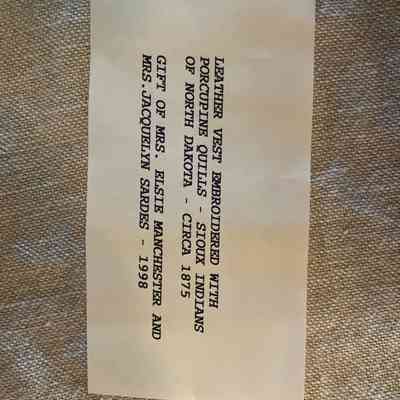 LEATHER VEST EMBROIDERED WITH
PORCUPINE QUILLS - SIOUX INDIANS
OF NORTH DAKOTA - CIRCA 1875
GIFT OF MRS. ELSIE MANCHESTER AND
MRS.JACQUELYN SARDES - 1998